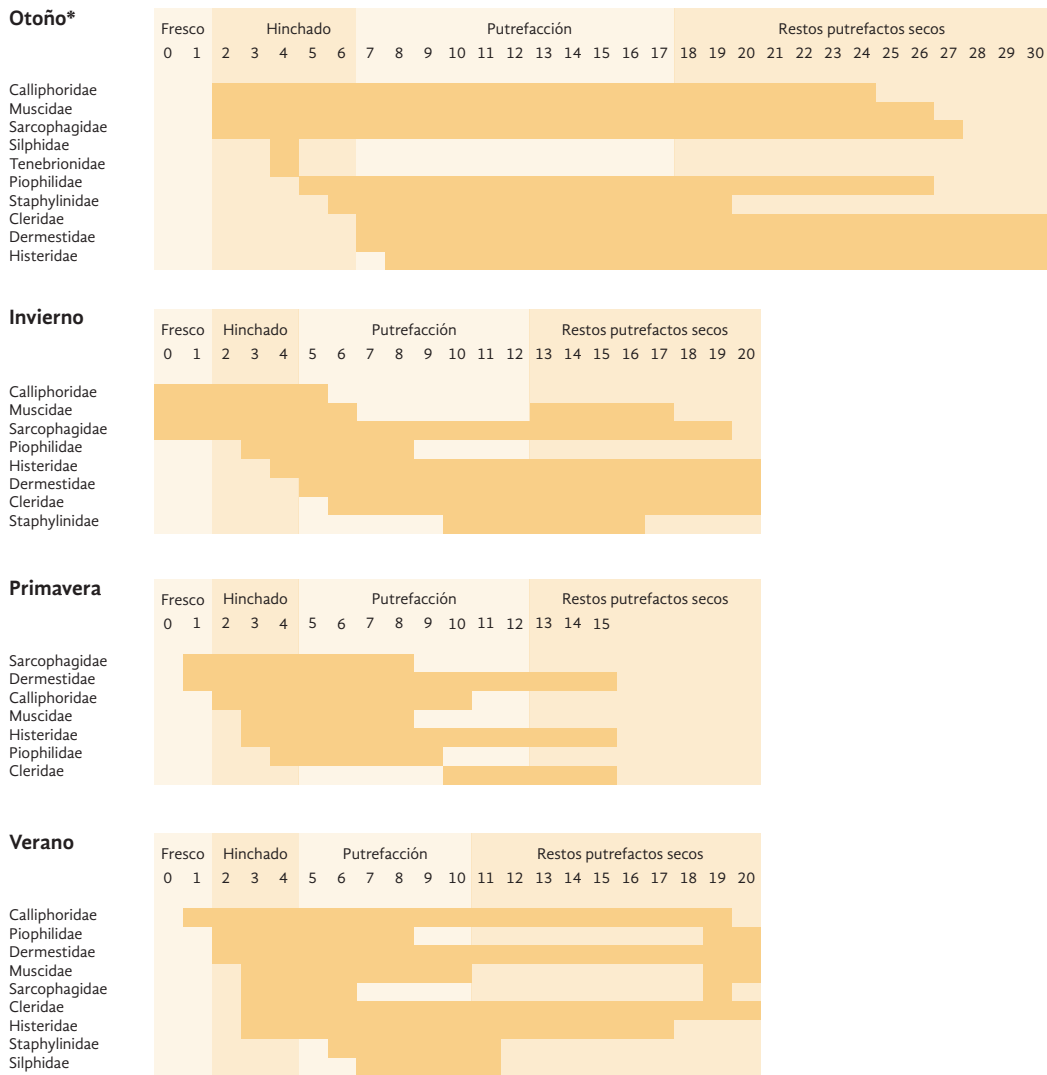 Otoño*
Fresco Hinchado Putrefacción Restos putrefactos secos
0 1 2 3 4 5 6 7 8 9 10 11 12 13 14 15 16 17 18 19 20 21 22 23 24 25 26 27 28 29 30
Calliphoridae
Muscidae
Sarcophagidae
Silphidae
Tenebrionidae
Piophilidae
Staphylinidae
Cleridae
Dermestidae
Histeridae
Invierno
Fresco Hinchado Putrefacción Restos putrefactos secos
0 1 2 3 4 5 6 7 8 9 10 11 12 13 14 15 16 17 18 19 20
Calliphoridae
Muscidae
Sarcophagidae
Piophilidae
Histeridae
Dermestidae
Cleridae
Staphylinidae
Primavera
Fresco Hinchado Putrefacción Restos putrefactos secos
0 1 2 3 4 5 6 7 8 9 10 11 12 13 14 15
Sarcophagidae
Dermestidae
Calliphoridae
Muscidae
Histeridae
Piophilidae
Cleridae
Verano
Fresco Hinchado Putrefacción Restos putrefactos secos
0 1 2 3 4 5 6 7 8 9 10 11 12 13 14 15 16 17 18 19 20
Calliphoridae
Piophilidae
Dermestidae
Muscidae
Sarcophagidae
Cleridae
Histeridae
Staphylinidae
Silphidae